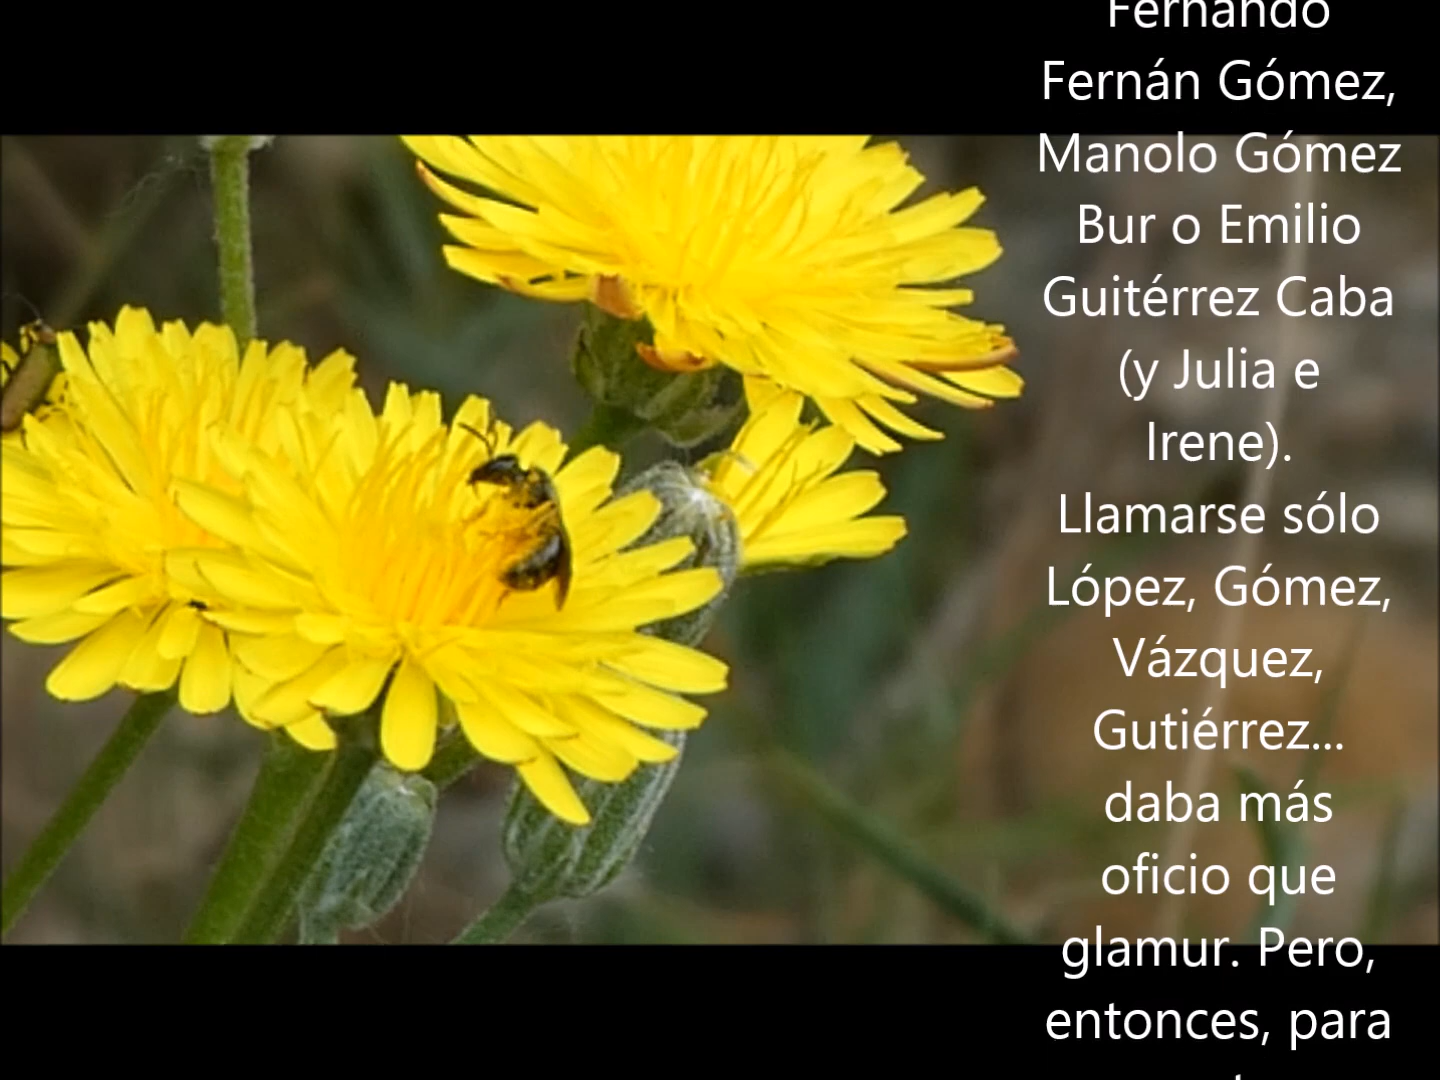 Fernando
Fernán Gómez,
Manolo Gómez
Bur o Emilio
Guitérrez Caba
(y Julia e
Irene).
Llamarse sólo
López, Gómez,
Vázquez,
Gutiérrez...
daba más
oficio que
glamur. Pero,
entonces, para